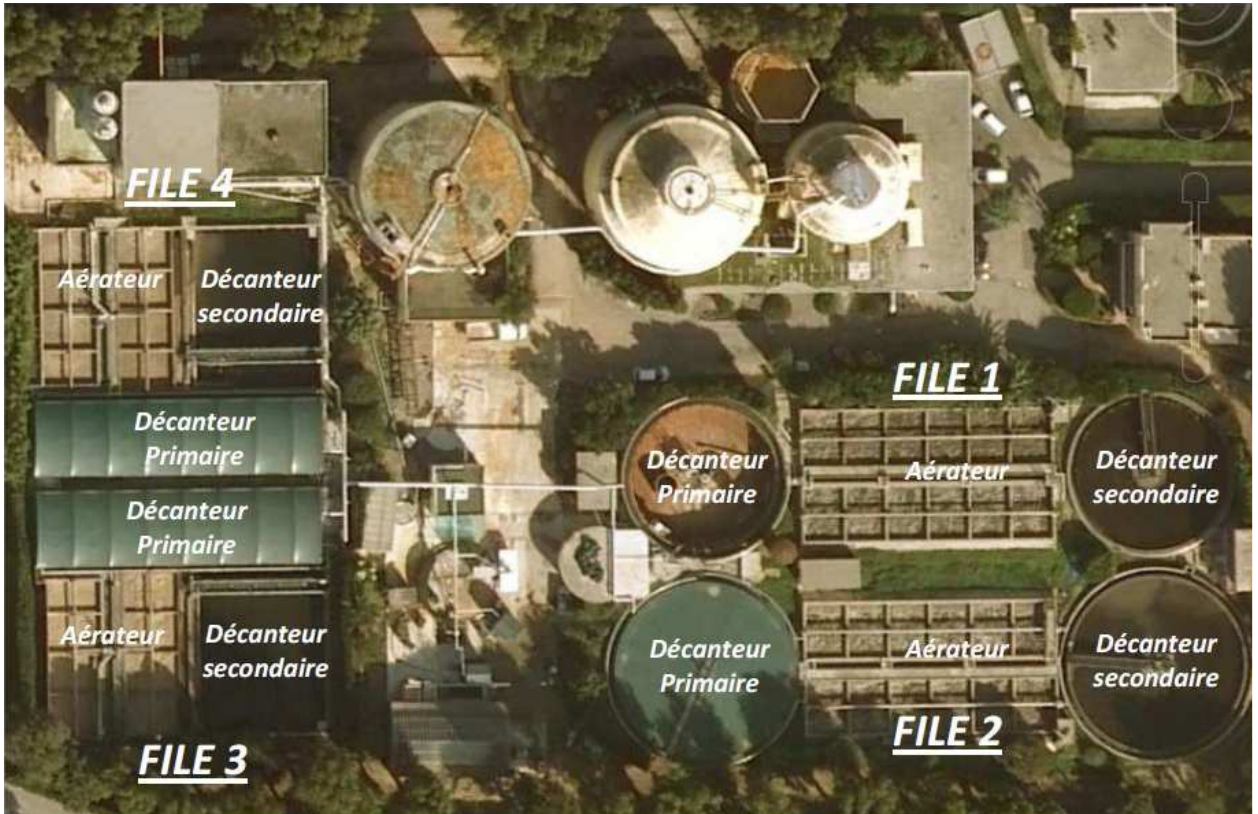 FILE 4
Aérateur
Décanteur
secondaire
Décanteur
Primaire
Décanteur
Primaire
Aérateur
Décanteur
secondaire
FILE 3
FILE 1
Décanteur
Primaire
Aérateur
Décanteur
secondaire
Décanteur
Primaire
Aérateur
Décanteur
secondaire
FILE 2